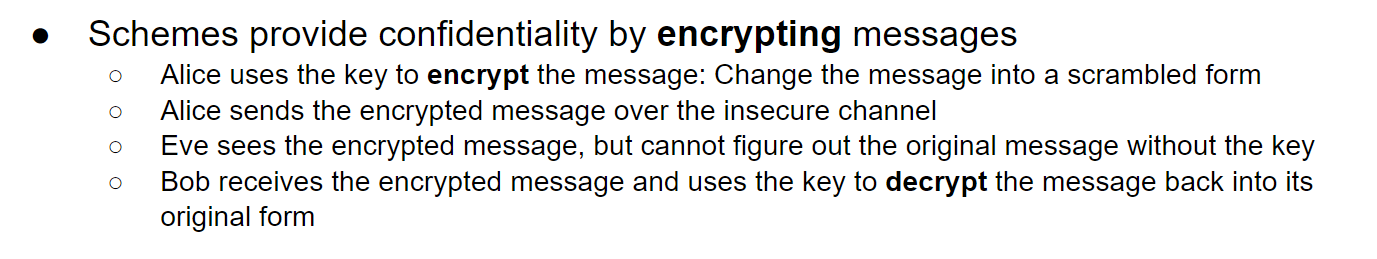 ● Schemes provide confidentiality by encrypting messages
○ Alice uses the key to encrypt the message: Change the message into a scrambled form
○ Alice sends the encrypted message over the insecure channel
○ Eve sees the encrypted message, but cannot figure out the original message without the key
○ Bob receives the encrypted message and uses the key to decrypt the message back into its
original form